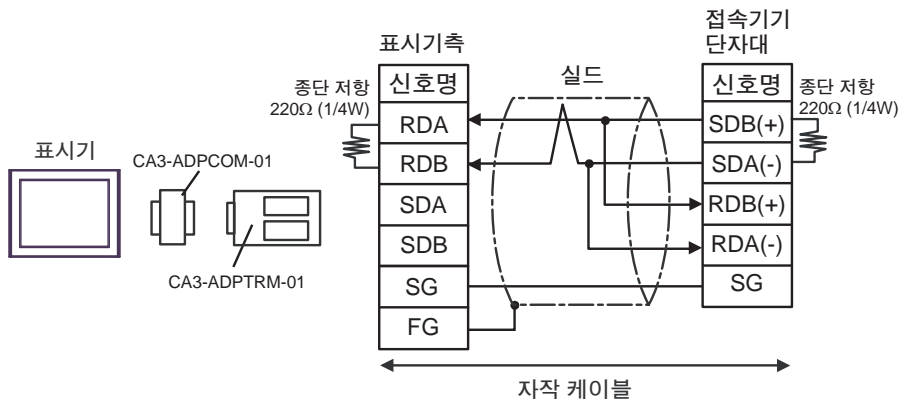 표시기
CA3-ADPCOM-01
CA3-ADPTRM-01
표시기측
종단 저항
220Ω (1/4W)
신호명
RDA
RDB
SDA
SDB
SG
FG
실드
접속기기
단자대
신호명
SDB(+)
SDA(-)
RDB(+)
RDA(-)
SG
종단 저항
220Ω (1/4W)
자작 케이블